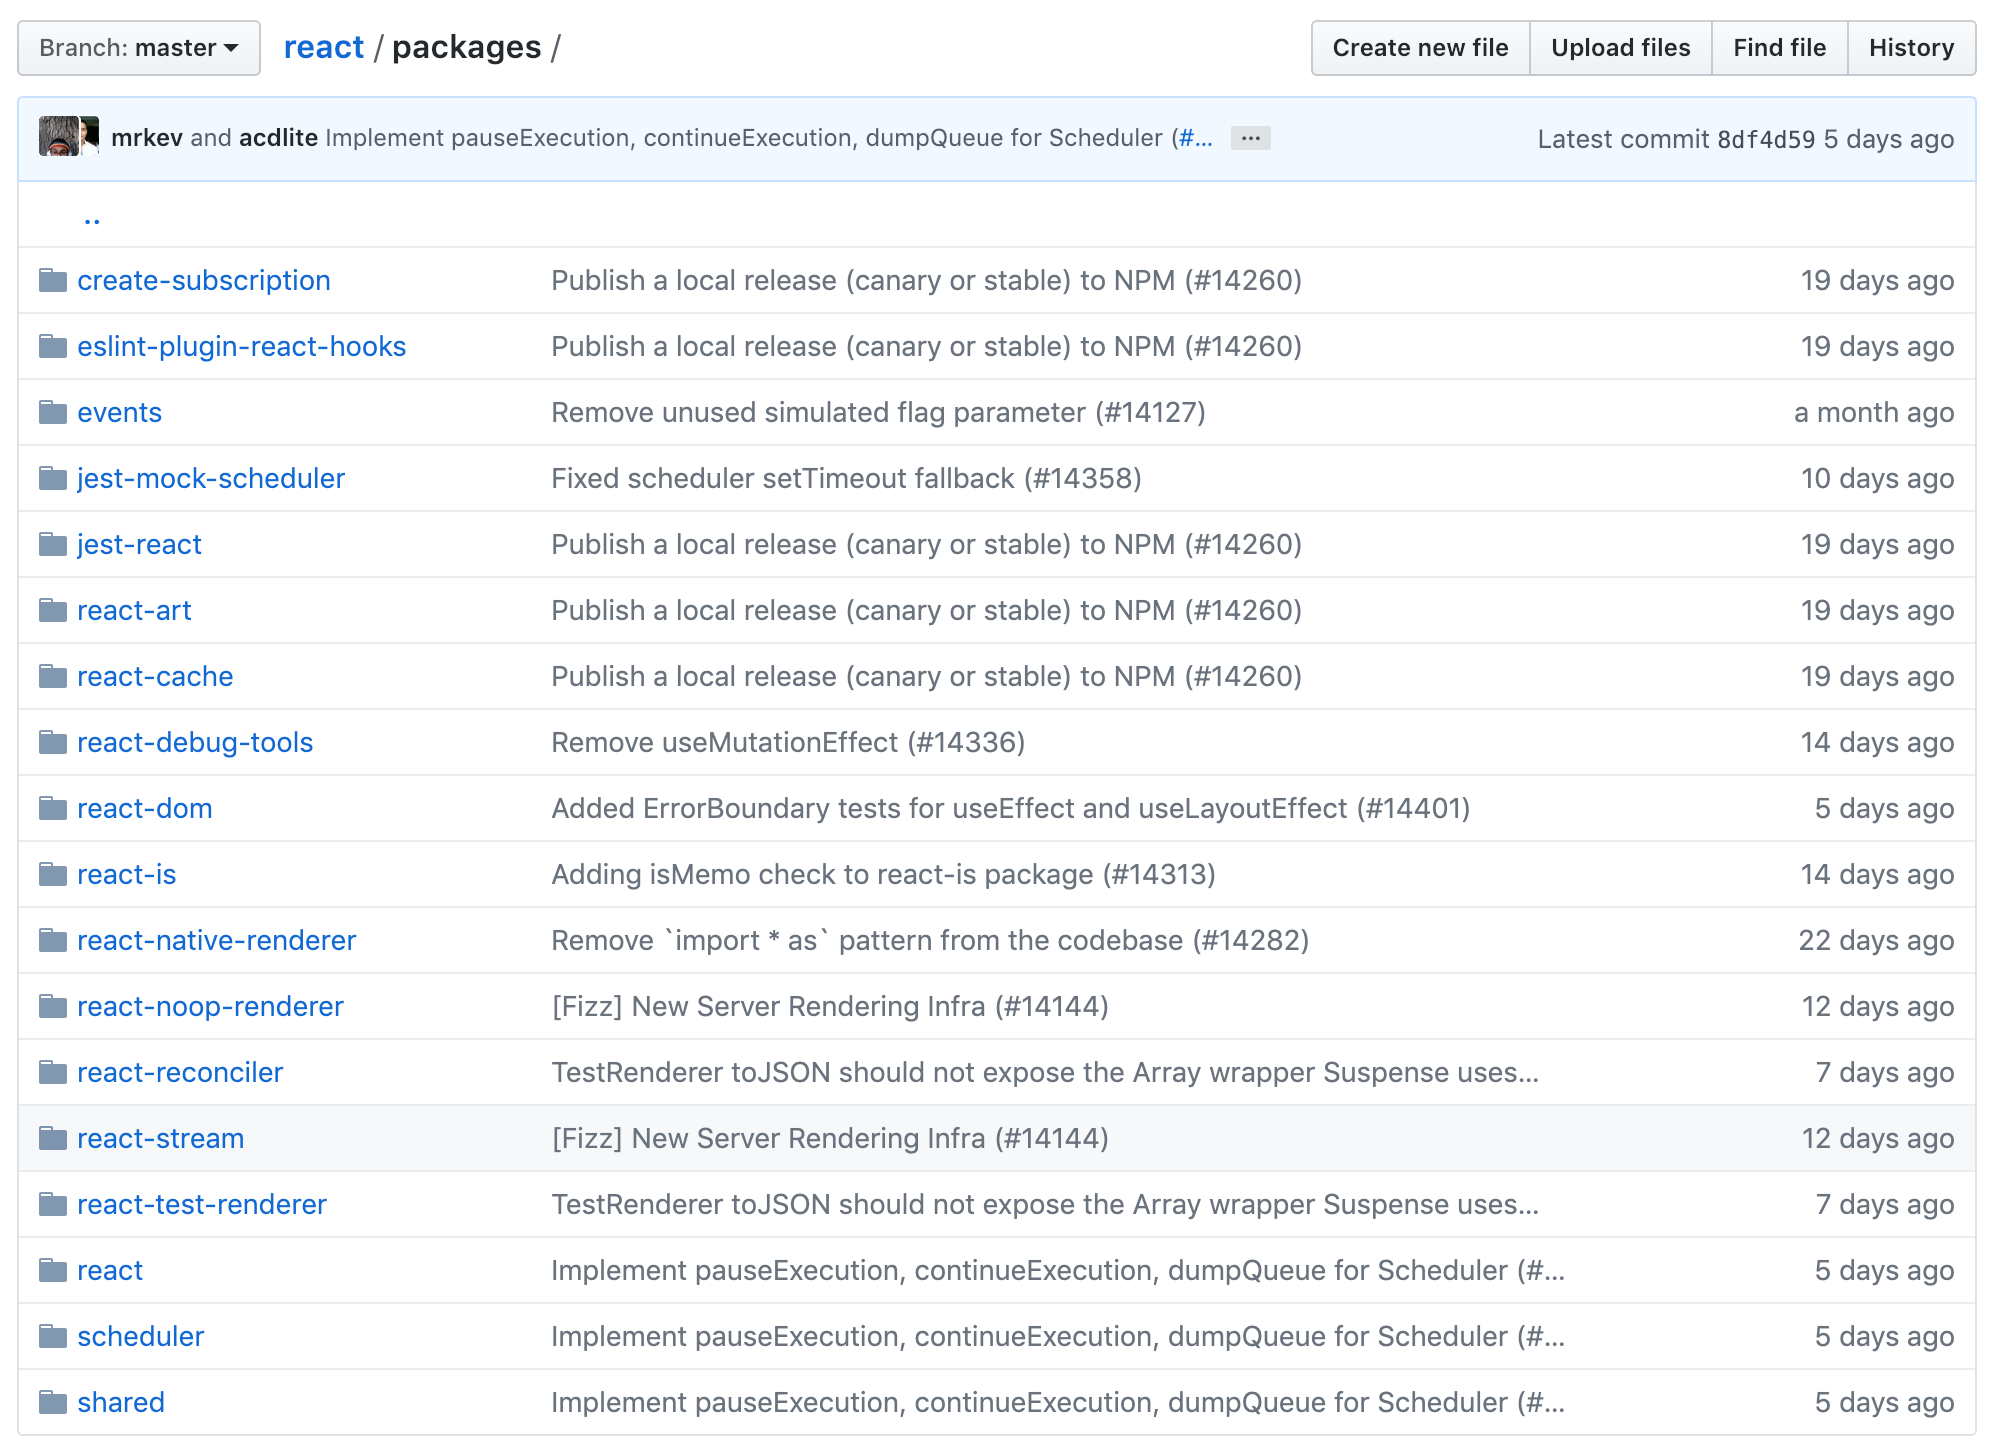 Branch: master react / packages / Create new file Upload files Find file History
mrkev and acdlite Implement pauseExecution, continueExecution, dumpQueue for Scheduler (#... ... Latest commit 8df4d59 5 days ago
..
create-subscription Publish a local release (canary or stable) to NPM (#14260) 19 days ago
eslint-plugin-react-hooks Publish a local release (canary or stable) to NPM (#14260) 19 days ago
events Remove unused simulated flag parameter (#14127) a month ago
jest-mock-scheduler Fixed scheduler setTimeout fallback (#14358) 10 days ago
jest-react Publish a local release (canary or stable) to NPM (#14260) 19 days ago
react-art Publish a local release (canary or stable) to NPM (#14260) 19 days ago
react-cache Publish a local release (canary or stable) to NPM (#14260) 19 days ago
react-debug-tools Remove useMutationEffect (#14336) 14 days ago
react-dom Added ErrorBoundary tests for useEffect and useLayoutEffect (#14401) 5 days ago
react-is Adding isMemo check to react-is package (#14313) 14 days ago
react-native-renderer Remove `import * as` pattern from the codebase (#14282) 22 days ago
react-noop-renderer [Fizz] New Server Rendering Infra (#14144) 12 days ago
react-reconciler TestRenderer toJSON should not expose the Array wrapper Suspense uses... 7 days ago
react-stream [Fizz] New Server Rendering Infra (#14144) 12 days ago
react-test-renderer TestRenderer toJSON should not expose the Array wrapper Suspense uses... 7 days ago
react Implement pauseExecution, continueExecution, dumpQueue for Scheduler (#... 5 days ago
scheduler Implement pauseExecution, continueExecution, dumpQueue for Scheduler (#... 5 days ago
shared Implement pauseExecution, continueExecution, dumpQueue for Scheduler (#... 5 days ago